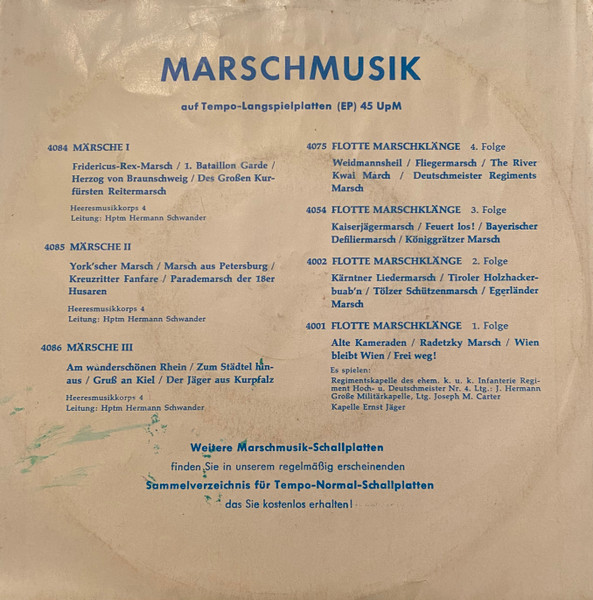 MARSCHMUSIK
auf Tempo-Langspielplatten (EP) 45 UpM
4084 MÄRSCHE I
Fridericus-Rex-Marsch / 1. Bataillon Garde /
Herzog von Braunschweig / Des Großen Kur-
fürsten Reitermarsch
Heeresmusikkorps 4
Leitung: Hptm Hermann Schwander
4085 MÄRSCHE II
York'scher Marsch / Marsch aus Petersburg /
Kreuzritter Fanfare / Parademarsch der 18er
Husaren
Heeresmusikkorps 4
Leitung: Hptm Hermann Schwander
4086 MÄRSCHE III
Am wunderschönen Rhein / Zum Städtel hin-
aus / Gruß an Kiel / Der Jäger aus Kurpfalz
Heeresmusikkorps 4
Leitung: Hptm Hermann Schwander
4075 FLOTTE MARSCHKLÄNGE 4. Folge
Weidmannsheil / Fliegermarsch / The River
Kwai March / Deutschmeister Regiments
Marsch
4054 FLOTTE MARSCHKLÄNGE 3. Folge
Kaiserjägermarsch / Feuert los! / Bayerischer
Defiliermarsch / Königgrätzer Marsch
4002 FLOTTE MARSCHKLÄNGE 2. Folge
Kärntner Liedermarsch / Tiroler Holzhacker-
buab'n / Tölzer Schützenmarsch / Egerländer
Marsch
4001 FLOTTE MARSCHKLÄNGE 1. Folge
Alte Kameraden / Radetzky Marsch / Wien
bleibt Wien / Frei weg!
Es spielen:
Regimentskapelle des ehem. k. u. k. Infanterie Regi-
ment Hoch- u. Deutschmeister Nr. 4. Ltg.: J. Hermann
Große Militärkapelle, Ltg. Joseph M. Carter
Kapelle Ernst Jäger
Weitere Marschmusik-Schallplatten
finden Sie in unserem regelmäßig erscheinenden
Sammelverzeichnis für Tempo-Normal-Schallplatten
das Sie kostenlos erhalten!